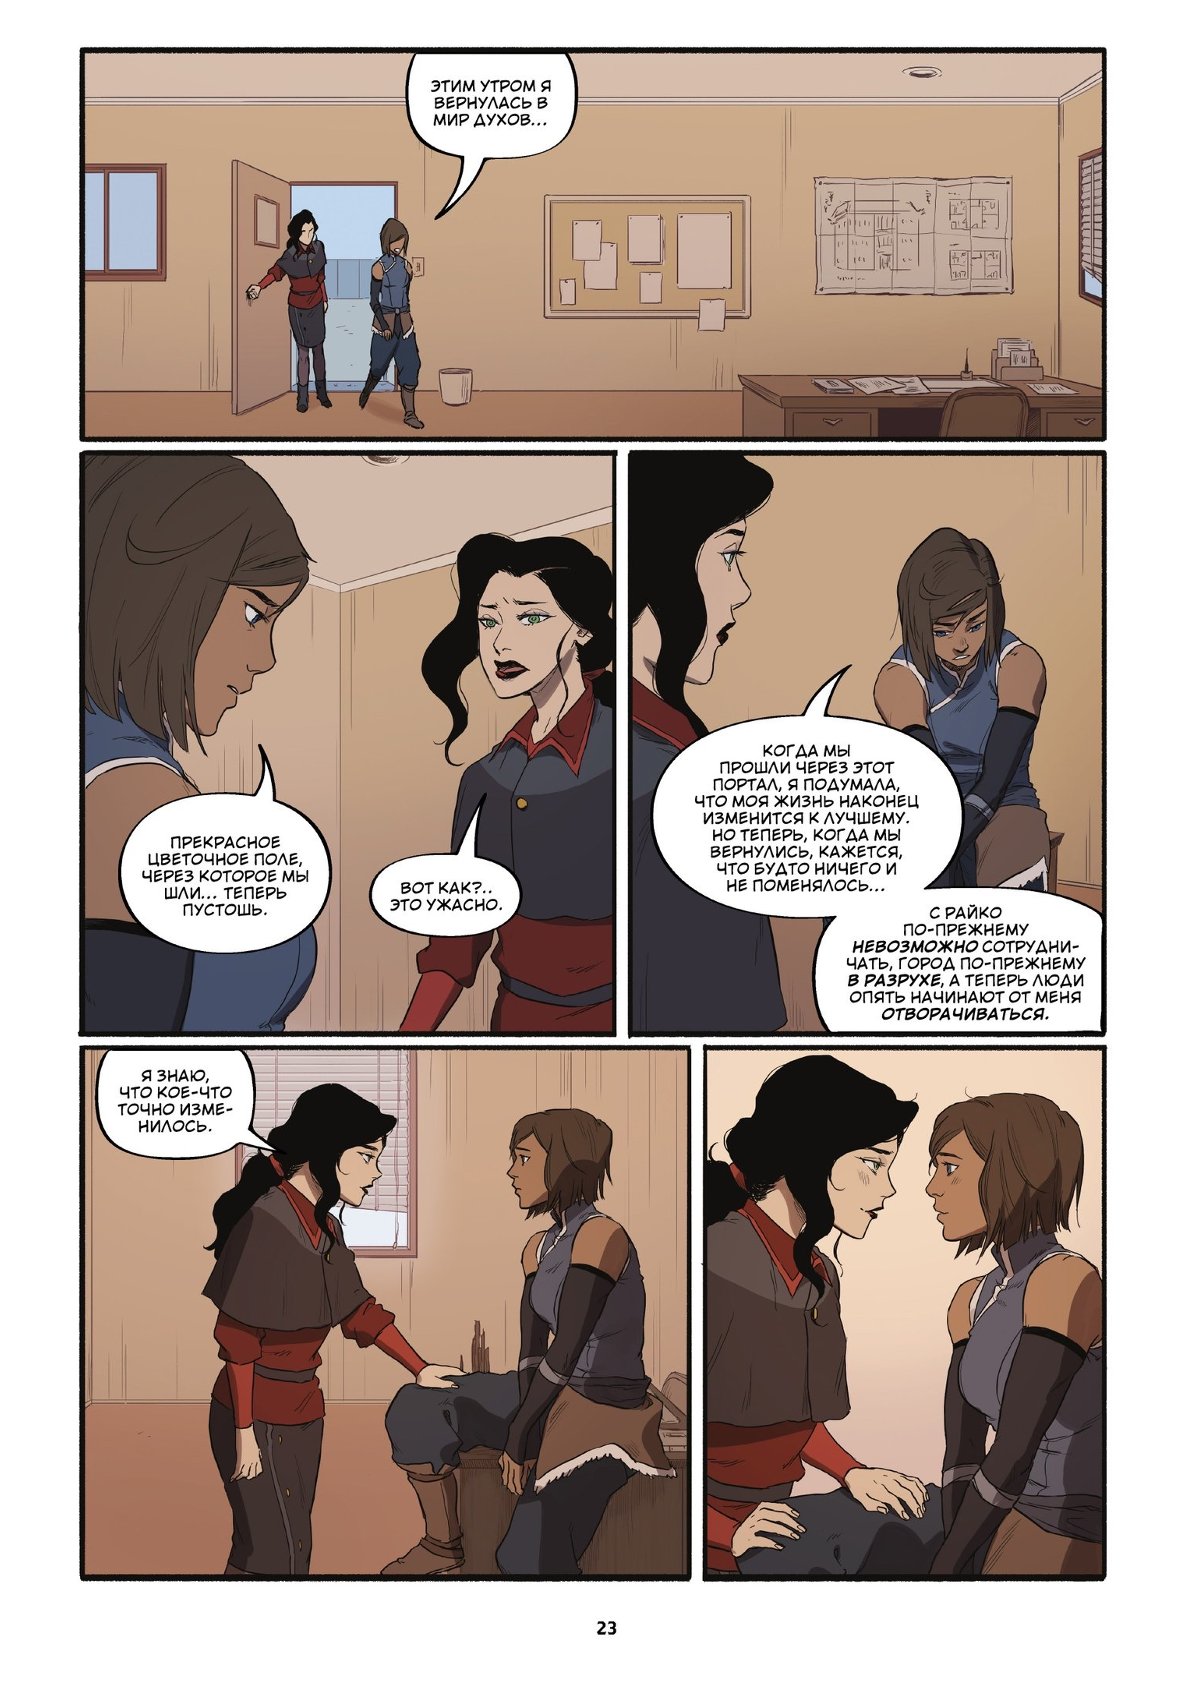 ЭТИМ УТРОМ Я
ВЕРНУЛАСЬ В
МИР ДУХОВ...
ПРЕКРАСНОЕ
ЦВЕТОЧНОЕ ПОЛЕ,
ЧЕРЕЗ КОТОРОЕ МЫ
ШЛИ... ТЕПЕРЬ
ПУСТОШЬ.
ВОТ КАК?..
ЭТО УЖАСНО.
КОГДА МЫ
ПРОШЛИ ЧЕРЕЗ ЭТОТ
ПОРТАЛ, Я ПОДУМАЛА,
ЧТО МОЯ ЖИЗНЬ НАКОНЕЦ
ИЗМЕНИТСЯ К ЛУЧШЕМУ.
НО ТЕПЕРЬ, КОГДА МЫ
ВЕРНУЛИСЬ, КАЖЕТСЯ,
ЧТО БУДТО НИЧЕГО И
НЕ ПОМЕНЯЛОСЬ...
С РАЙКО
ПО-ПРЕЖНЕМУ
НЕВОЗМОЖНО СОТРУДНИ-
ЧАТЬ, ГОРОД ПО-ПРЕЖНЕМУ
В РАЗРУХЕ, А ТЕПЕРЬ ЛЮДИ
ОПЯТЬ НАЧИНАЮТ ОТ МЕНЯ
ОТВОРАЧИВАТЬСЯ.
Я ЗНАЮ,
ЧТО КОЕ-ЧТО
ТОЧНО ИЗМЕ-
НИЛОСЬ.
23